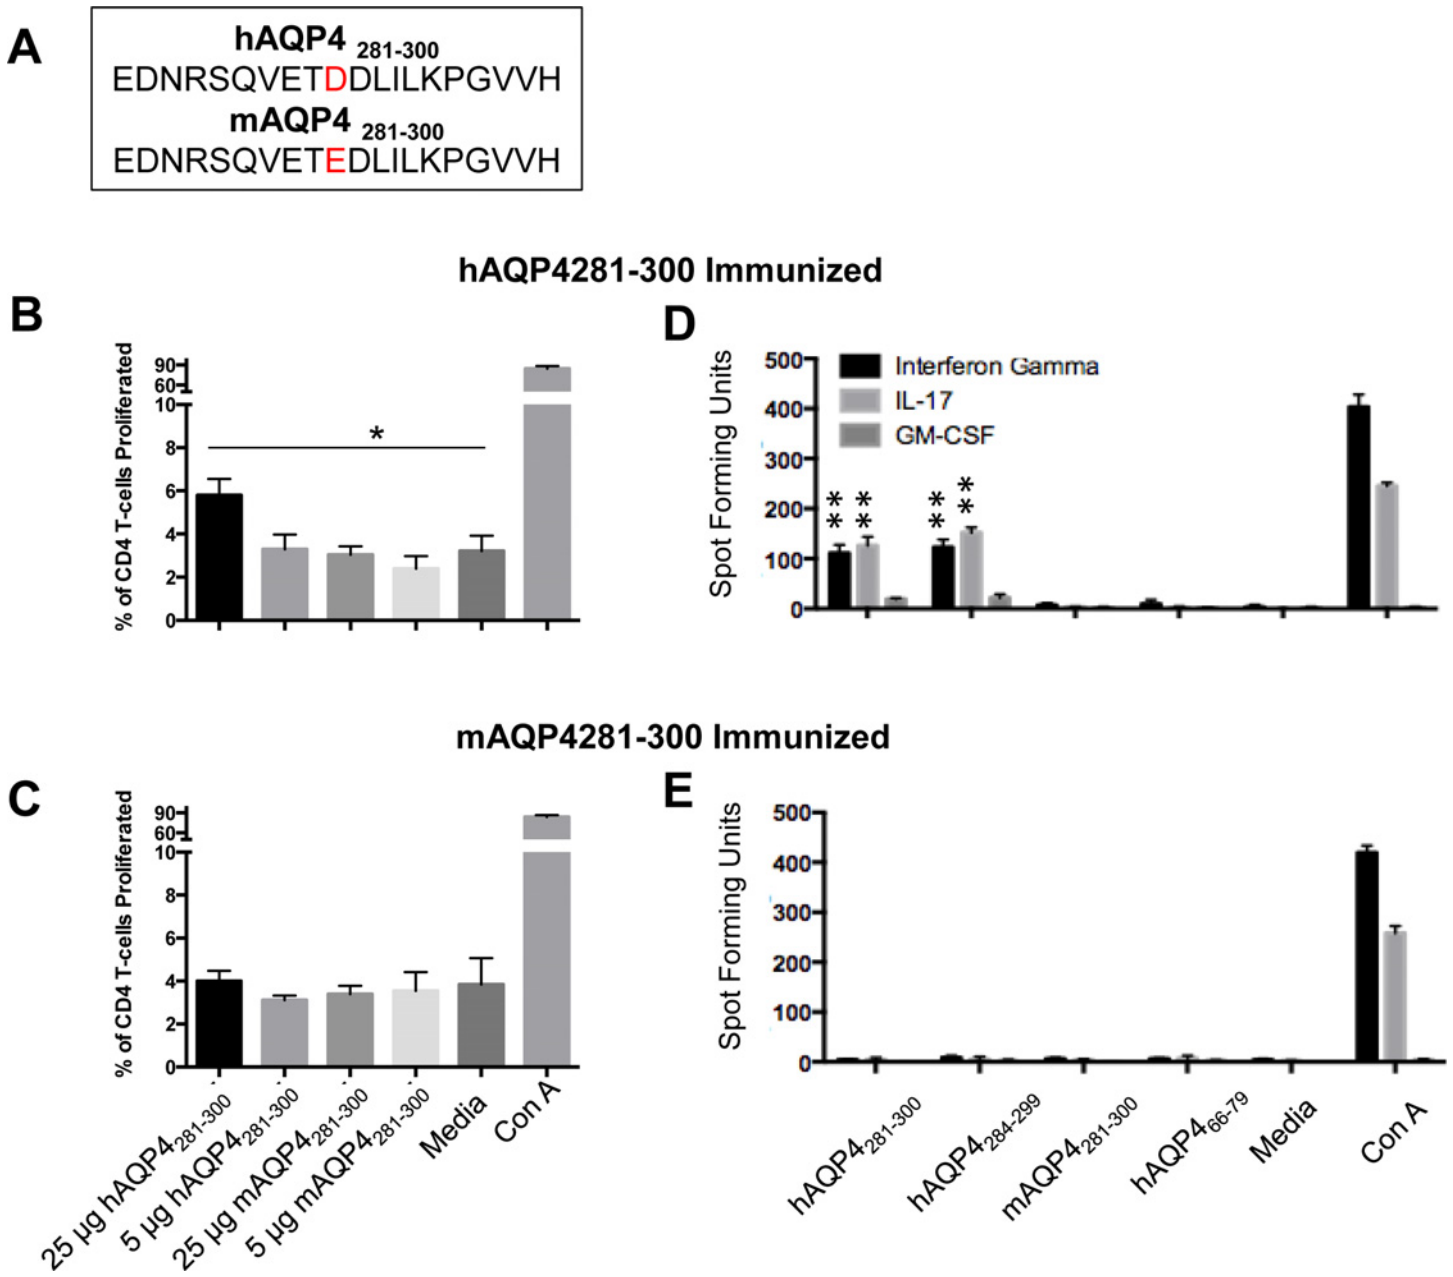 A
hAQP4 281-300
EDNRSQVETDDLILKPGVVH
mAQP4 281-300
EDNRSQVETEDLILKPGVVH
hAQP4281-300 Immunized
B
% of CD4 T-cells Proliferated
90
60
10
8
6
4
2
0
*
D
Spot Forming Units
500
400
300
200
100
0
Interferon Gamma
IL-17
GM-CSF
** ** ** **
mAQP4281-300 Immunized
C
% of CD4 T-cells Proliferated
90
60
10
8
6
4
2
0
25 µg hAQP4281-300
5 µg hAQP4281-300
25 µg mAQP4281-300
5 µg mAQP4281-300
Media
Con A
E
Spot Forming Units
500
400
300
200
100
0
hAQP4281-300
hAQP4284-299
mAQP4281-300
hAQP466-79
Media
Con A